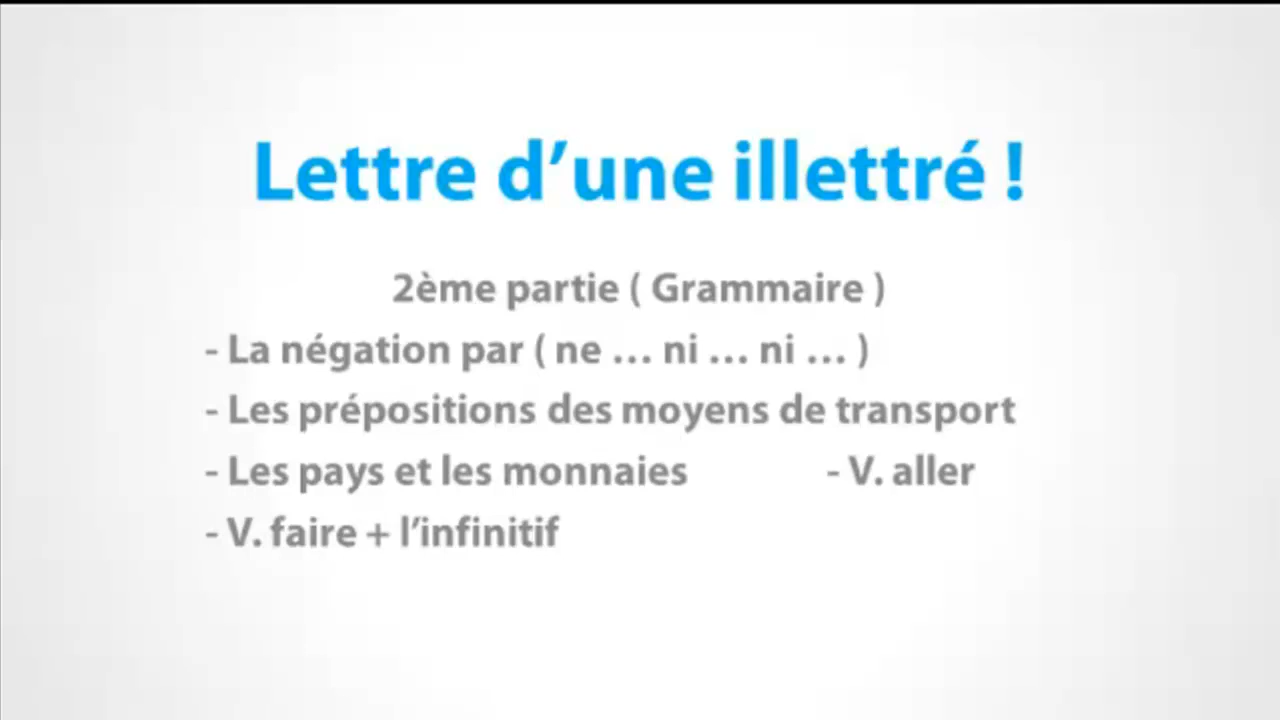 Lettre d’une illettré !
2ème partie ( Grammaire )
- La négation par ( ne ... ni ... ni ... )
- Les prépositions des moyens de transport
- Les pays et les monnaies - V. aller
- V. faire + l’infinitif